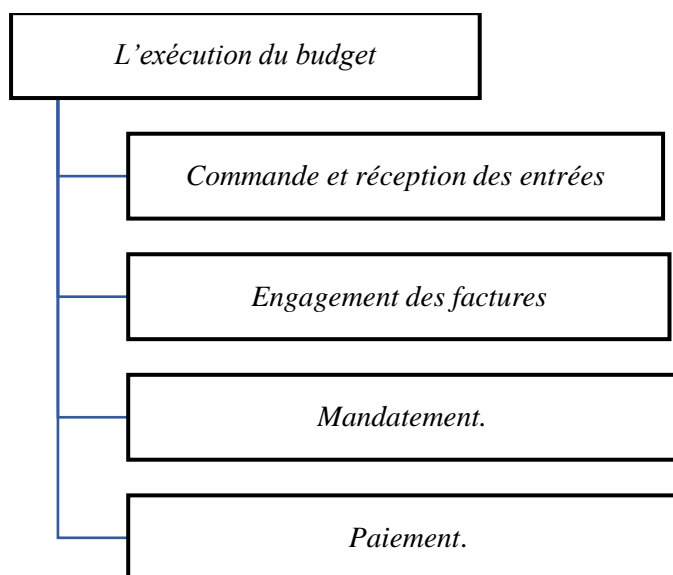 L’exécution du budget
Commande et réception des entrées
Engagement des factures
Mandatement.
Paiement.